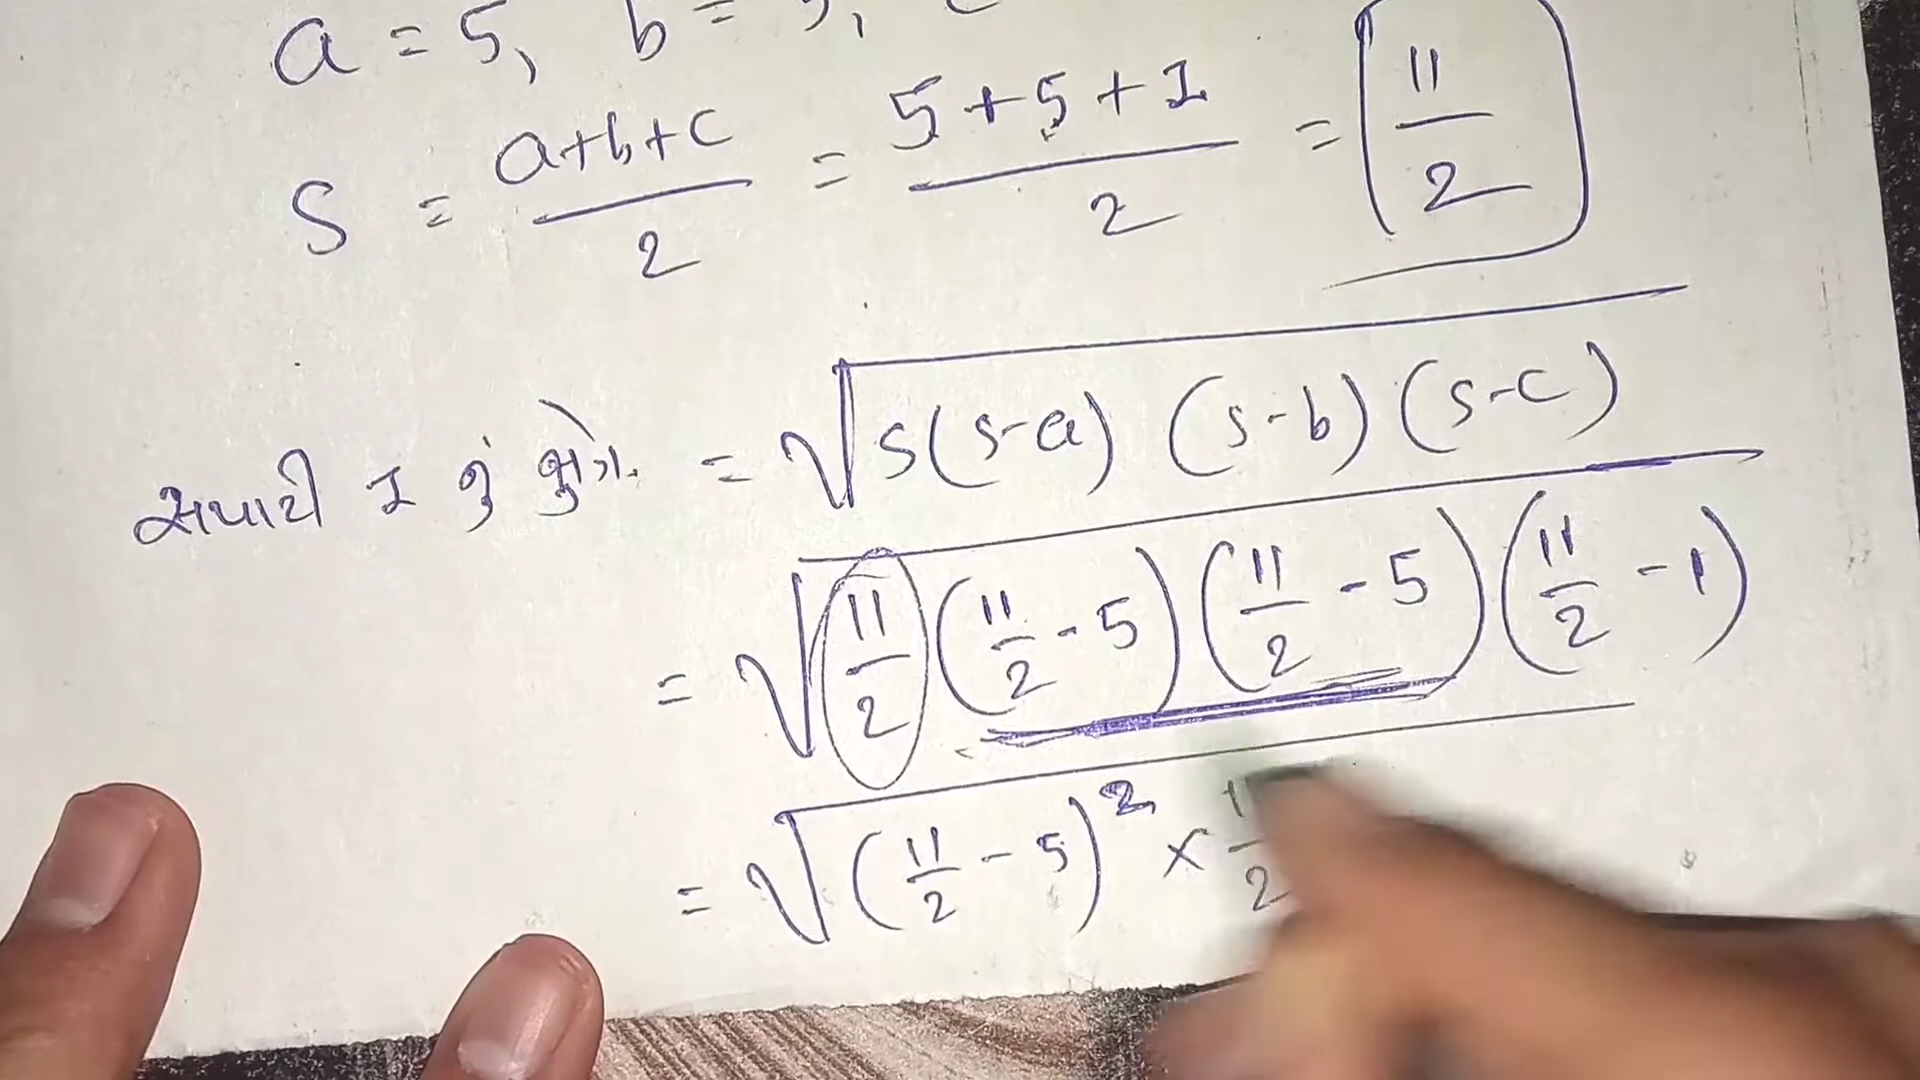 a = 5, b =
S = a+b+c/2 = 5+5+1/2 = 11/2
સપાટી I નું ક્ષેત્ર. = √s(s-a) (s-b) (s-c)
= √11/2 (11/2 - 5) (11/2 - 5) (11/2 - 1)
= √(11/2 - 5)² ×